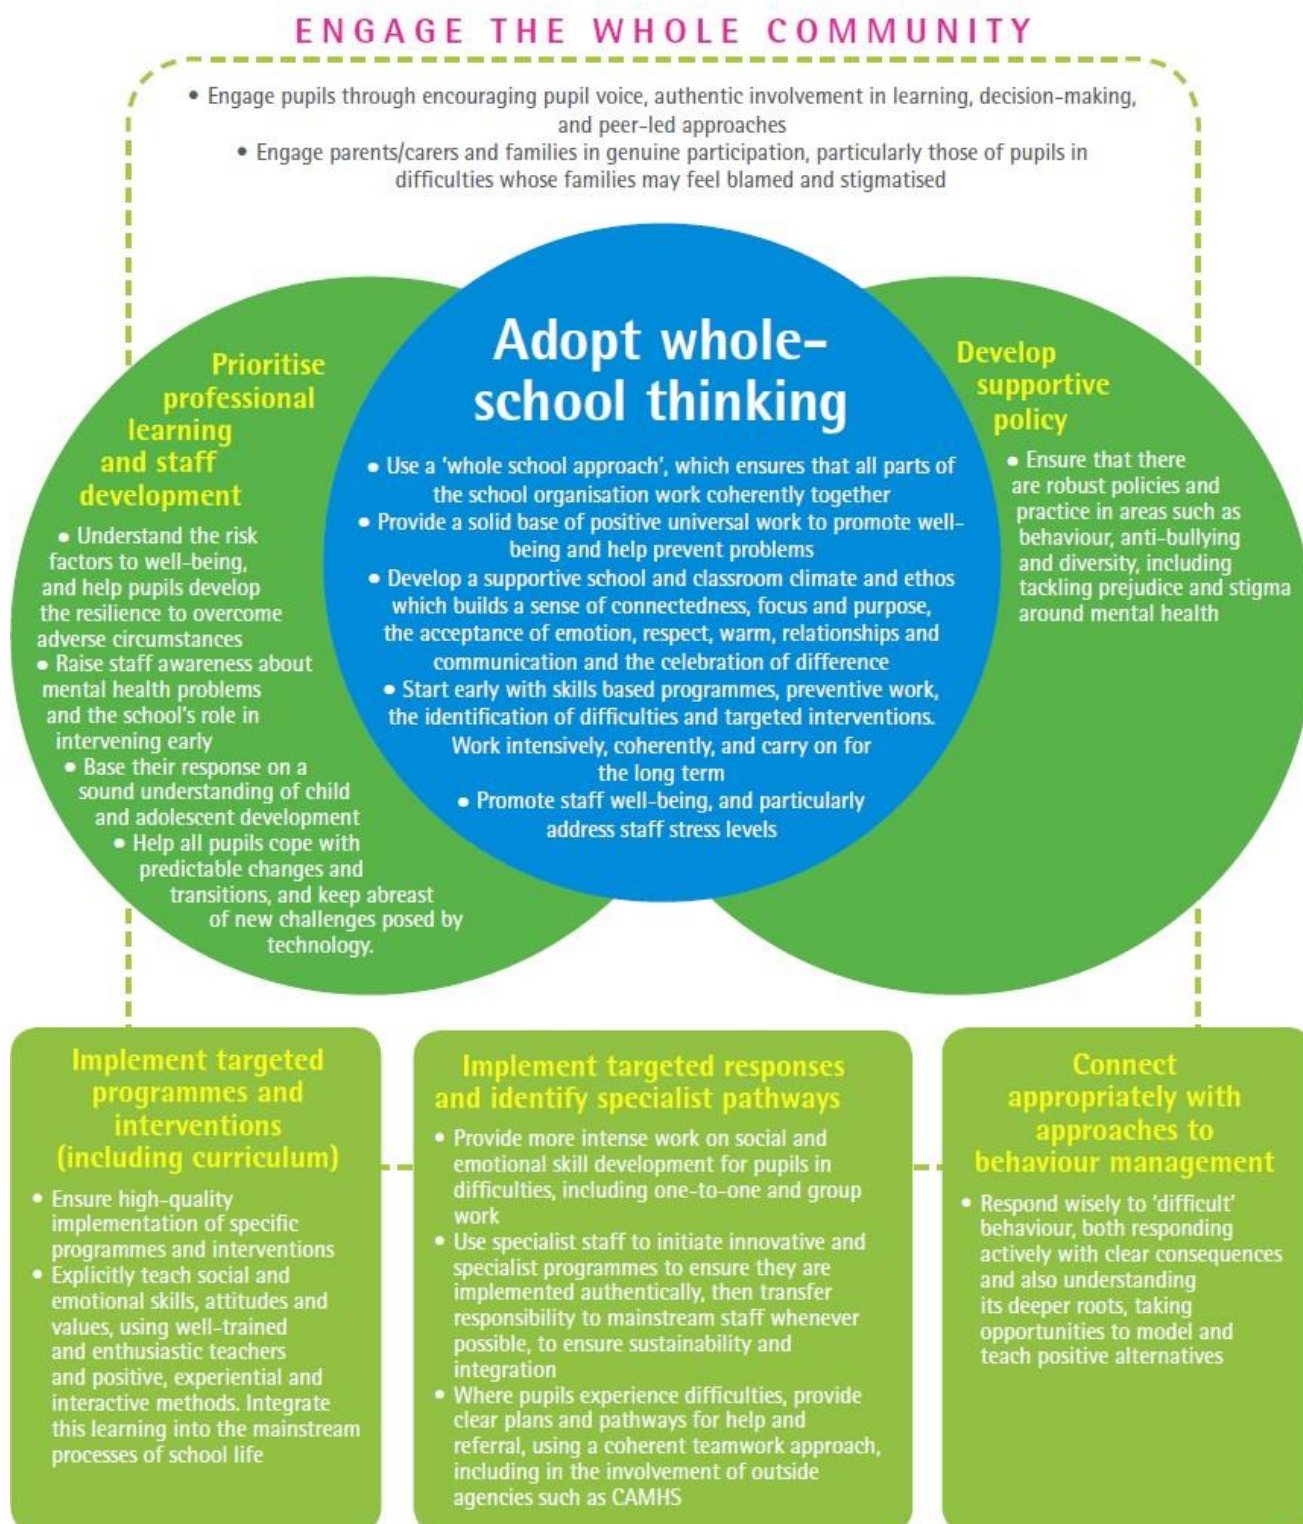 ENGAGE THE WHOLE COMMUNITY
• Engage pupils through encouraging pupil voice, authentic involvement in learning, decision-making,
and peer-led approaches
• Engage parents/carers and families in genuine participation, particularly those of pupils in
difficulties whose families may feel blamed and stigmatised
Prioritise
professional
learning
and staff
development
• Understand the risk
factors to well-being,
and help pupils develop
the resilience to overcome
adverse circumstances
• Raise staff awareness about
mental health problems
and the school's role in
intervening early
• Base their response on a
sound understanding of child
and adolescent development
• Help all pupils cope with
predictable changes and
transitions, and keep abreast
of new challenges posed by
technology.
Adopt whole-
school thinking
• Use a 'whole school approach', which ensures that all parts of
the school organisation work coherently together
• Provide a solid base of positive universal work to promote well-
being and help prevent problems
• Develop a supportive school and classroom climate and ethos
which builds a sense of connectedness, focus and purpose,
the acceptance of emotion, respect, warm, relationships and
communication and the celebration of difference
• Start early with skills based programmes, preventive work,
the identification of difficulties and targeted interventions.
Work intensively, coherently, and carry on for
the long term
• Promote staff well-being, and particularly
address staff stress levels
Develop
supportive
policy
• Ensure that there
are robust policies and
practice in areas such as
behaviour, anti-bullying
and diversity, including
tackling prejudice and stigma
around mental health
Implement targeted
programmes and
interventions
(including curriculum)
• Ensure high-quality
implementation of specific
programmes and interventions
• Explicitly teach social and
emotional skills, attitudes and
values, using well-trained
and enthusiastic teachers
and positive, experiential and
interactive methods. Integrate
this learning into the mainstream
processes of school life
Implement targeted responses
and identify specialist pathways
• Provide more intense work on social and
emotional skill development for pupils in
difficulties, including one-to-one and group
work
• Use specialist staff to initiate innovative and
specialist programmes to ensure they are
implemented authentically, then transfer
responsibility to mainstream staff whenever
possible, to ensure sustainability and
integration
• Where pupils experience difficulties, provide
clear plans and pathways for help and
referral, using a coherent teamwork approach,
including in the involvement of outside
agencies such as CAMHS
Connect
appropriately with
approaches to
behaviour management
• Respond wisely to 'difficult'
behaviour, both responding
actively with clear consequences
and also understanding
its deeper roots, taking
opportunities to model and
teach positive alternatives